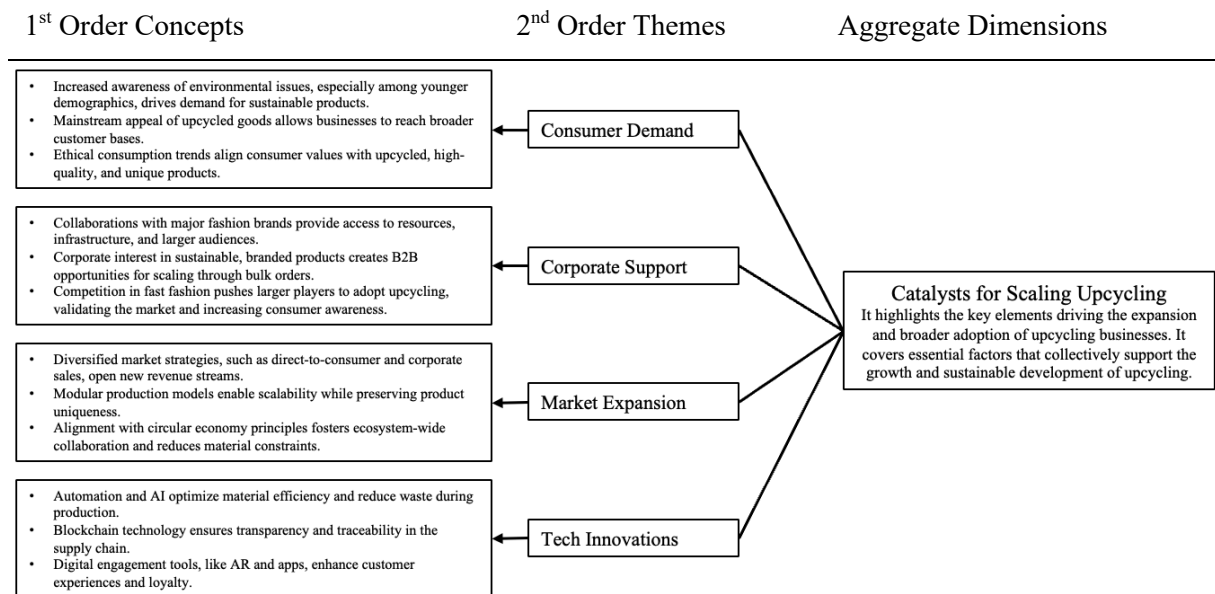 1st Order Concepts
2nd Order Themes
Aggregate Dimensions
• Increased awareness of environmental issues, especially among younger
demographics, drives demand for sustainable products.
• Mainstream appeal of upcycled goods allows businesses to reach broader
customer bases.
• Ethical consumption trends align consumer values with upcycled, high-
quality, and unique products.
Consumer Demand
• Collaborations with major fashion brands provide access to resources,
infrastructure, and larger audiences.
• Corporate interest in sustainable, branded products creates B2B
opportunities for scaling through bulk orders.
• Competition in fast fashion pushes larger players to adopt upcycling,
validating the market and increasing consumer awareness.
Corporate Support
• Diversified market strategies, such as direct-to-consumer and corporate
sales, open new revenue streams.
• Modular production models enable scalability while preserving product
uniqueness.
• Alignment with circular economy principles fosters ecosystem-wide
collaboration and reduces material constraints.
Market Expansion
• Automation and AI optimize material efficiency and reduce waste during
production.
• Blockchain technology ensures transparency and traceability in the
supply chain.
• Digital engagement tools, like AR and apps, enhance customer
experiences and loyalty.
Tech Innovations
Catalysts for Scaling Upcycling
It highlights the key elements driving the expansion
and broader adoption of upcycling businesses. It
covers essential factors that collectively support the
growth and sustainable development of upcycling.